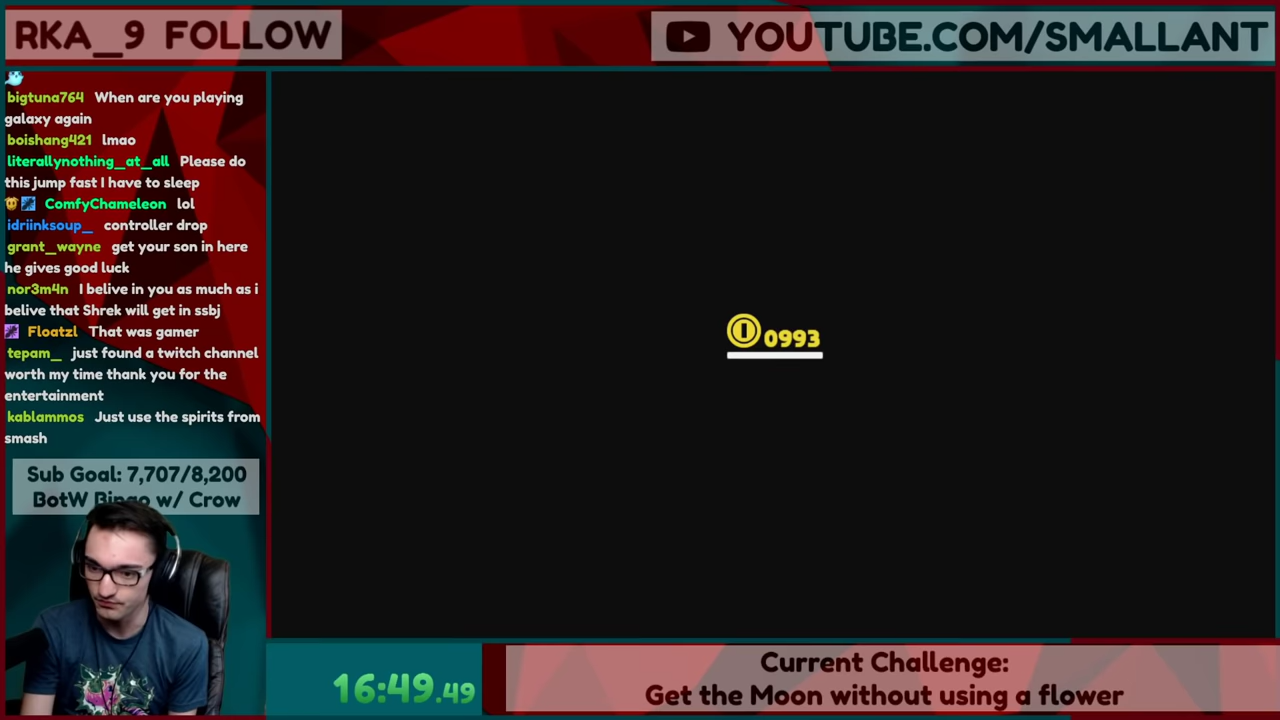 RKA__9 FOLLOW
YOUTUBE.COM/SMALLANT
bigtuna764 When are you playing
galaxy again
boishang421 lmao
literallynothing_at_all Please do
this jump fast I have to sleep
ComfyChameleon lol
idriinksoup_ controller drop
grant_wayne get your son in here
he gives good luck
nor3m4n I belive in you as much as i
belive that Shrek will get in ssbj
Floatzl That was gamer
tepam_ just found a twitch channel
worth my time thank you for the
entertainment
kablammos Just use the spirits from
smash
0993
Sub Goal: 7,707/8,200
BotW Bingo w/ Crow
16:49.49
Current Challenge:
Get the Moon without using a flower